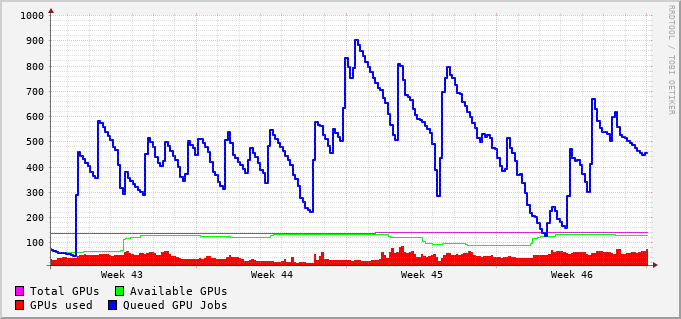 1000
900
800
700
600
500
400
300
200
100
Week 43 Week 44 Week 45 Week 46
Total GPUs Available GPUs
GPUs used Queued GPU Jobs
RRDTOOL / TOBI OETIKER